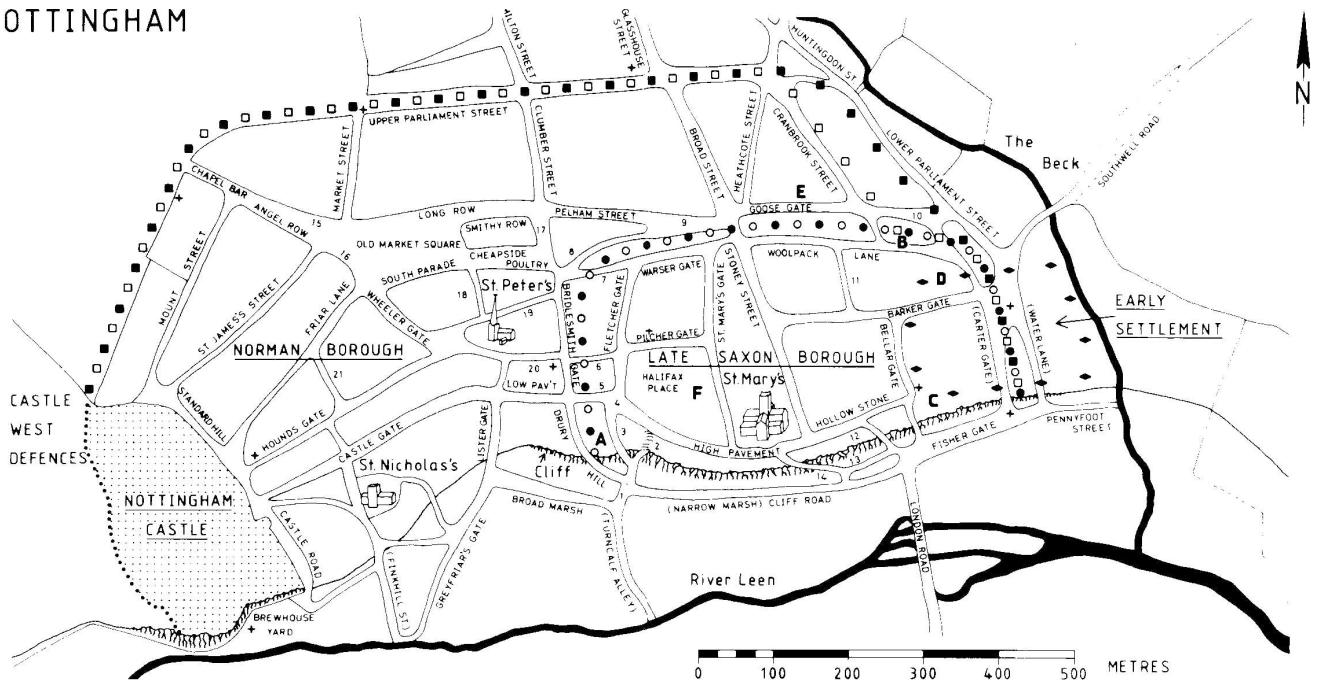 OTTINGHAM
N
GLASSHOUSE
STREET
HUNTINGDON ST.
UPPER PARLIAMENT STREET
CLUMBER STREET
BROAD STREET
HEATHCOTE STREET
CRANBROOK STREET
LOWER PARLIAMENT STREET
The
Beck
SOUTHWELL ROAD
MARKET STREET
CHAPEL BAR
ANGEL ROW
15
LONG ROW
PELHAM STREET
SMITHY ROW
17
9
E
GOOSE GATE
10
B
OLD MARKET SQUARE
CHEAPSIDE
POULTRY
8
16
MOUNT
STREET
SOUTH PARADE
18
St. Peter's
7
WARSER GATE
WOOLPACK
LANE
D
11
ST. JAMES'S STREET
FRIAR LANE
WHEELER GATE
19
BRIDLESMITH GATE
FLETCHER GATE
ST. MARY'S GATE
STONEY STREET
BARKER GATE
EARLY
SETTLEMENT
PILCHER GATE
BELLAR GATE
(CARTER GATE)
(WATER LANE)
NORMAN
BOROUGH
LATE
SAXON
BOROUGH
21
20
6
5
LOW PAV'T
HALIFAX
PLACE
F
St. Mary's
C
STANDARD HILL
CASTLE
WEST
DEFENCES
HOUNDS GATE
CASTLE GATE
LISTER GATE
DRURY
HILL
4
A
3
2
HOLLOW STONE
12
HIGH PAVEMENT
13
14
FISHER GATE
PENNYFOOT
STREET
St. Nicholas's
Cliff
1
NOTTINGHAM
CASTLE
BROAD MARSH
(NARROW MARSH) CLIFF ROAD
CASTLE ROAD
(FINKHILL ST.)
GREYFRIAR'S GATE
(TURNCALF ALLEY)
LONDON ROAD
River Leen
BREWHOUSE
YARD
0
100
200
300
400
500
METRES